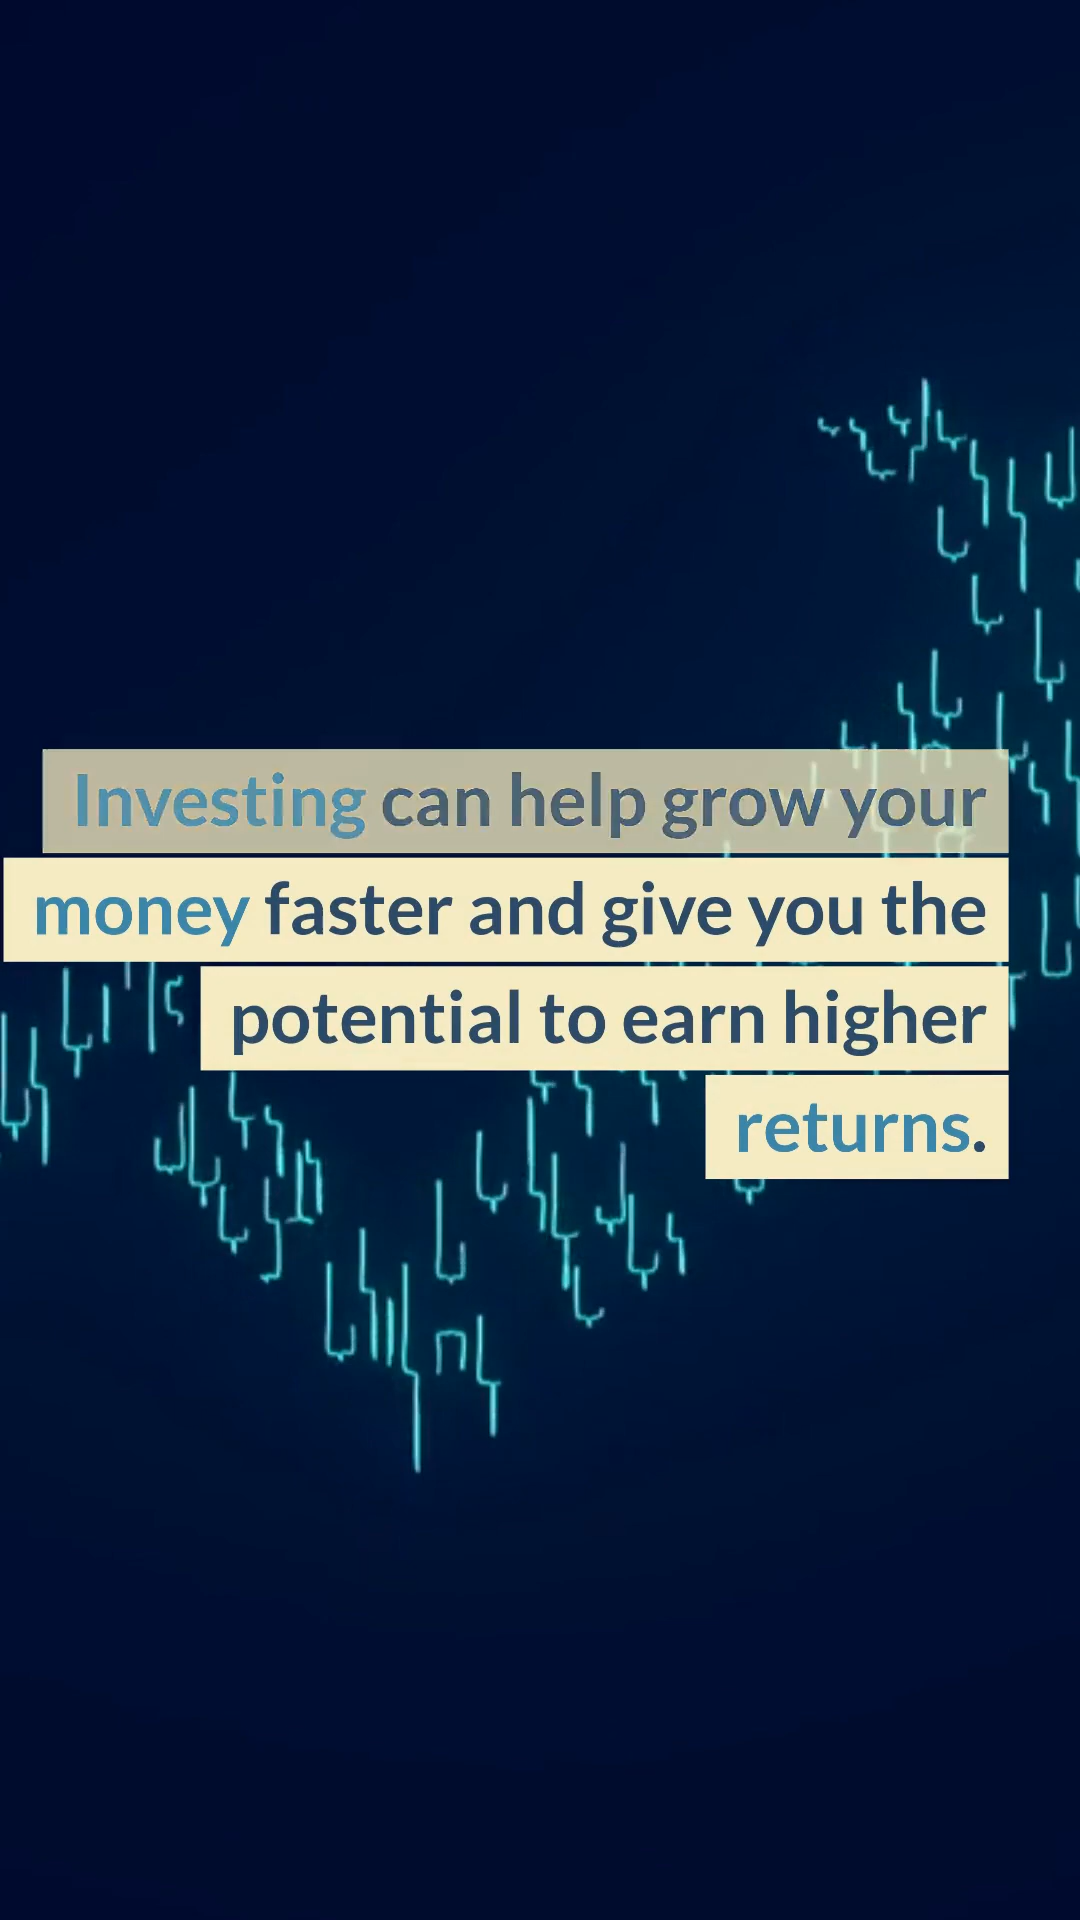 Investing can help grow your
money faster and give you the
potential to earn higher
returns.